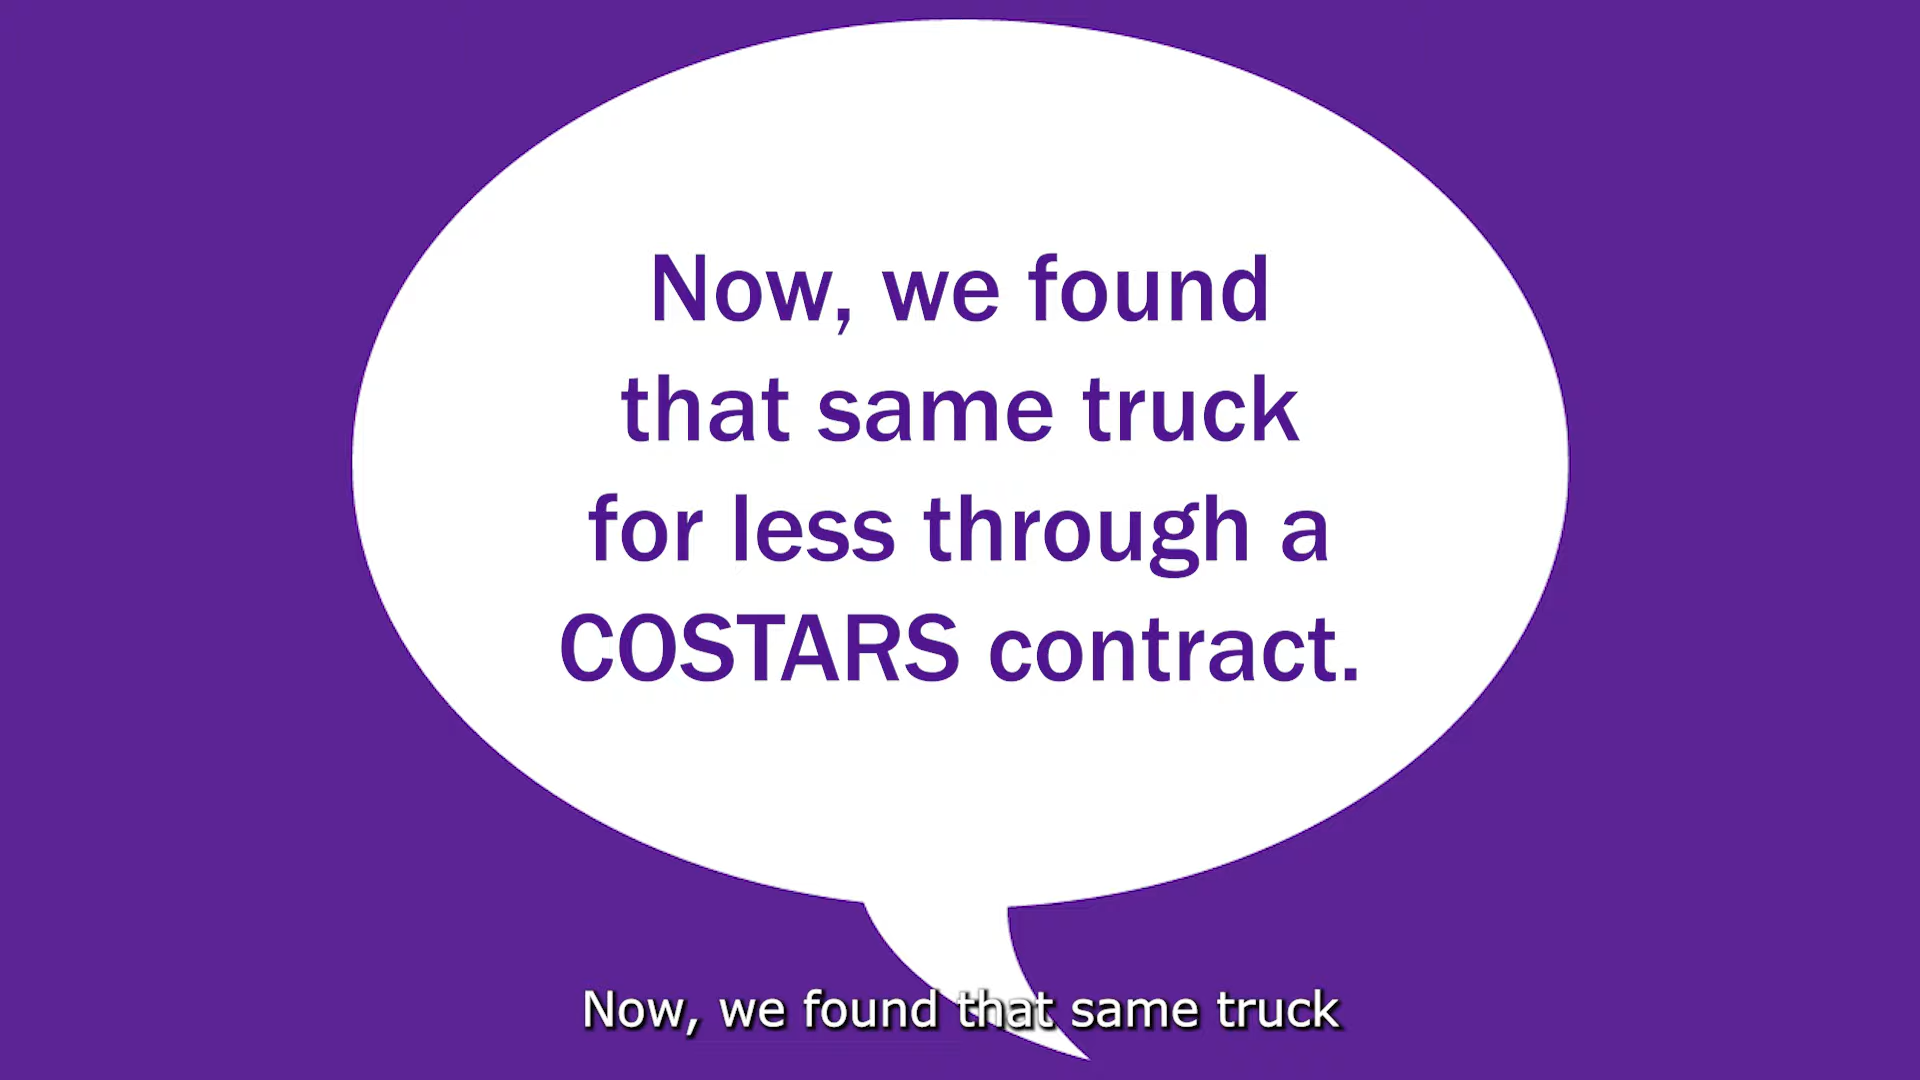 Now, we found
that same truck
for less through a
COSTARS contract.
Now, we found that same truck